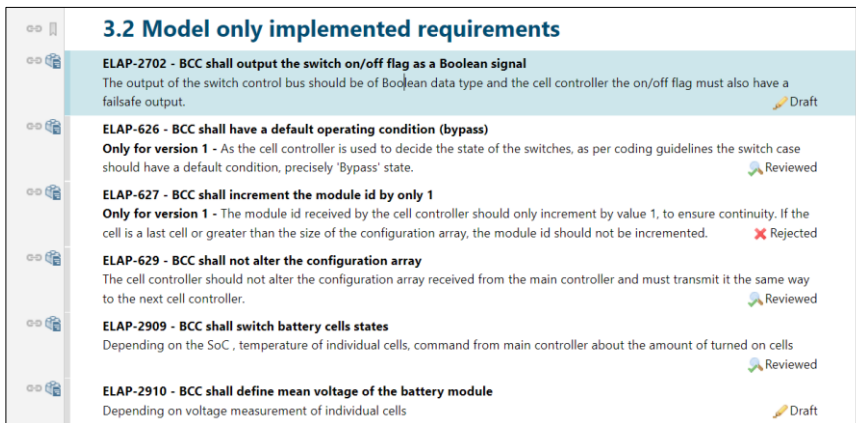 3.2 Model only implemented requirements
ELAP-2702 - BCC shall output the switch on/off flag as a Boolean signal
The output of the switch control bus should be of Boolean data type and the cell controller the on/off flag must also have a
failsafe output.
Draft
ELAP-626 - BCC shall have a default operating condition (bypass)
Only for version 1 - As the cell controller is used to decide the state of the switches, as per coding guidelines the switch case
should have a default condition, precisely 'Bypass' state.
Reviewed
ELAP-627 - BCC shall increment the module id by only 1
Only for version 1 - The module id received by the cell controller should only increment by value 1, to ensure continuity. If the
cell is a last cell or greater than the size of the configuration array, the module id should not be incremented.
Rejected
ELAP-629 - BCC shall not alter the configuration array
The cell controller should not alter the configuration array received from the main controller and must transmit it the same way
to the next cell controller.
Reviewed
ELAP-2909 - BCC shall switch battery cells states
Depending on the SoC , temperature of individual cells, command from main controller about the amount of turned on cells
Reviewed
ELAP-2910 - BCC shall define mean voltage of the battery module
Depending on voltage measurement of individual cells
Draft